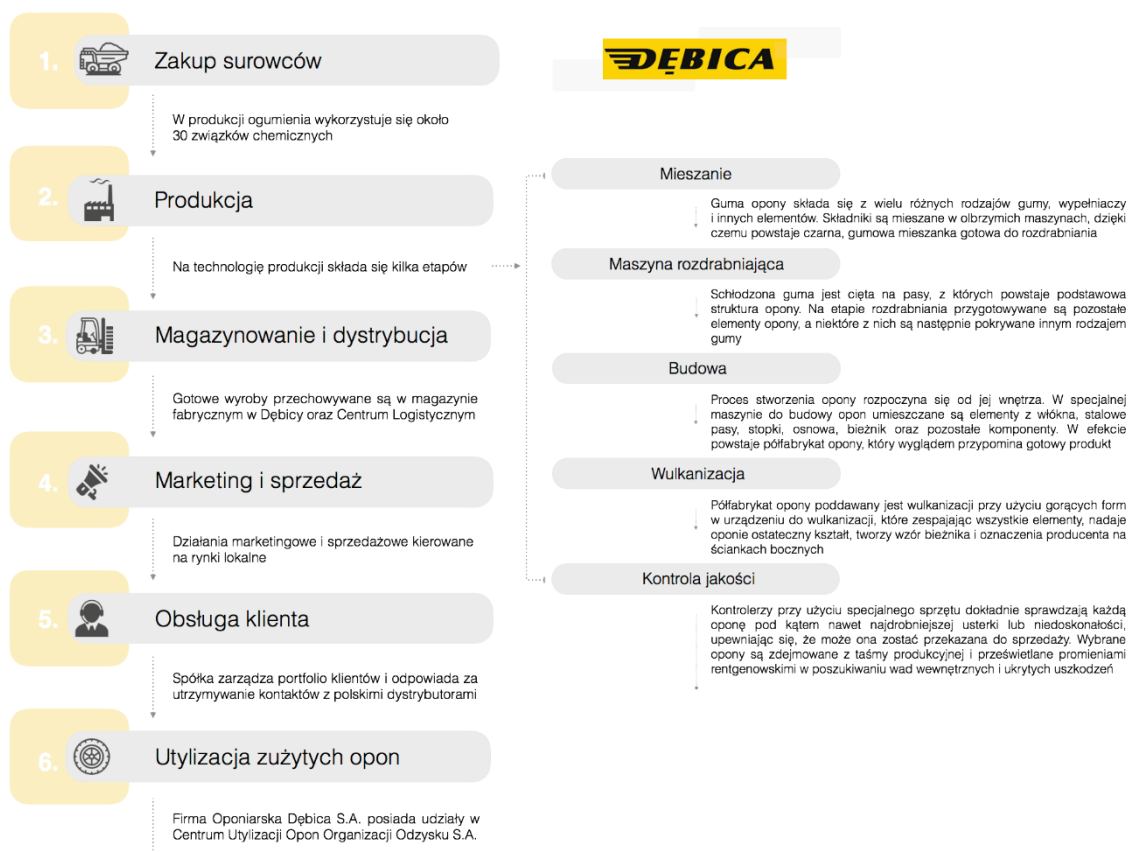 1.
Zakup surowców
DĘBICA
W produkcji ogumienia wykorzystuje się około
30 związków chemicznych
2.
Produkcja
Na technologię produkcji składa się kilka etapów
Mieszanie
Guma opony składa się z wielu różnych rodzajów gumy, wypełniaczy
i innych elementów. Składniki są mieszane w olbrzymich maszynach, dzięki
czemu powstaje czarna, gumowa mieszanka gotowa do rozdrabniania
Maszyna rozdrabniająca
Schłodzona guma jest cięta na pasy, z których powstaje podstawowa
struktura opony. Na etapie rozdrabniania przygotowywane są pozostałe
elementy opony, a niektóre z nich są następnie pokrywane innym rodzajem
gumy
Budowa
Proces stworzenia opony rozpoczyna się od jej wnętrza. W specjalnej
maszynie do budowy opon umieszczane są elementy z włókna, stalowe
pasy, stopki, osnowa, bieżnik oraz pozostałe komponenty. W efekcie
powstaje półfabrykat opony, który wyglądem przypomina gotowy produkt
Wulkanizacja
Półfabrykat opony poddawany jest wulkanizacji przy użyciu gorących form
w urządzeniu do wulkanizacji, które zespajając wszystkie elementy, nadaje
oponie ostateczny kształt, tworzy wzór bieżnika i oznaczenia producenta na
ściankach bocznych
Kontrola jakości
Kontrolerzy przy użyciu specjalnego sprzętu dokładnie sprawdzają każdą
oponę pod kątem nawet najdrobniejszej usterki lub niedoskonałości,
upewniając się, że może ona zostać przekazana do sprzedaży. Wybrane
opony są zdejmowane z taśmy produkcyjnej i prześwietlane promieniami
rentgenowskimi w poszukiwaniu wad wewnętrznych i ukrytych uszkodzeń
3.
Magazynowanie i dystrybucja
Gotowe wyroby przechowywane są w magazynie
fabrycznym w Dębicy oraz Centrum Logistycznym
4.
Marketing i sprzedaż
Działania marketingowe i sprzedażowe kierowane
na rynki lokalne
5.
Obsługa klienta
Spółka zarządza portfolio klientów i odpowiada za
utrzymywanie kontaktów z polskimi dystrybutorami
6.
Utylizacja zużytych opon
Firma Oponiarska Dębica S.A. posiada udziały w
Centrum Utylizacji Opon Organizacji Odzysku S.A.